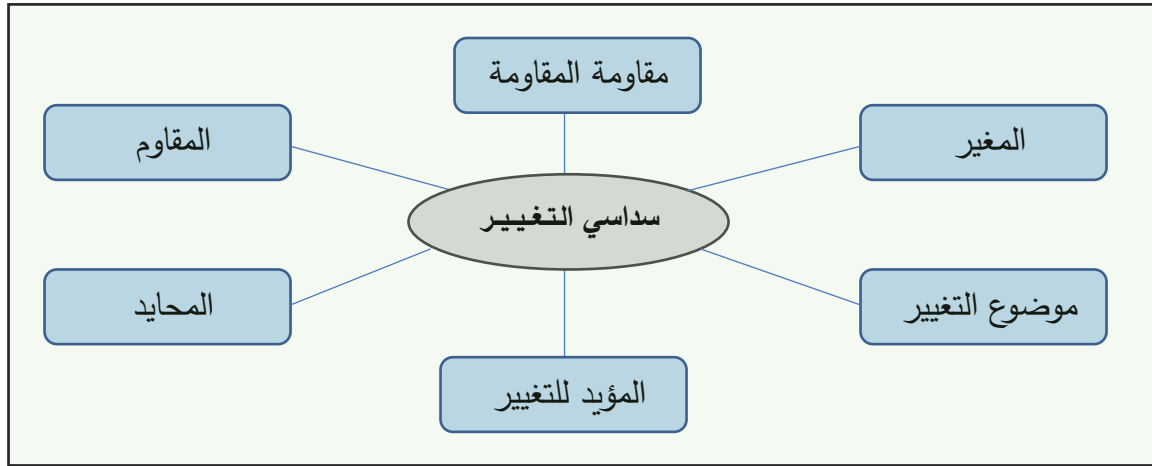 مقاومة المقاومة
المغير
المقاوم
سداسي التغيير
موضوع التغيير
المحايد
المؤيد للتغيير